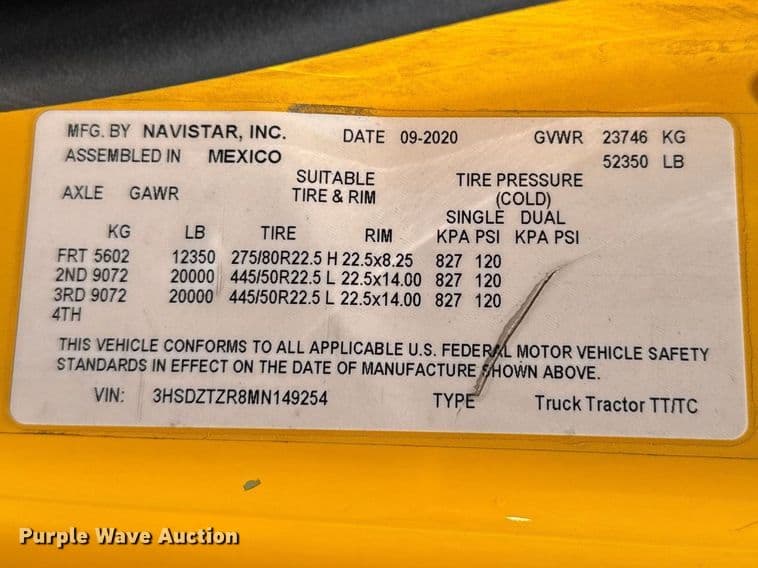 MFG. BY NAVISTAR, INC. DATE 09-2020 GVWR 23746 KG
ASSEMBLED IN MEXICO 52350 LB
SUITABLE TIRE PRESSURE
AXLE GAWR TIRE & RIM (COLD)
SINGLE DUAL
KG LB TIRE RIM KPA PSI KPA PSI
FRT 5602 12350 275/80R22.5 H 22.5x8.25 827 120
2ND 9072 20000 445/50R22.5 L 22.5x14.00 827 120
3RD 9072 20000 445/50R22.5 L 22.5x14.00 827 120
4TH
THIS VEHICLE CONFORMS TO ALL APPLICABLE U.S. FEDERAL MOTOR VEHICLE SAFETY
STANDARDS IN EFFECT ON THE DATE OF MANUFACTURE SHOWN ABOVE.
VIN: 3HSDZTZR8MN149254 TYPE Truck Tractor TT/TC
Purple Wave Auction